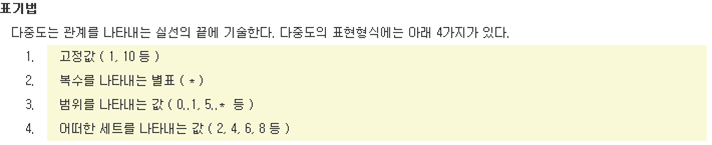 표기법
다중도는 관계를 나타내는 실선의 끝에 기술한다. 다중도의 표현형식에는 아래 4가지가 있다.
1. 고정값 ( 1, 10 등 )
2. 복수를 나타내는 별표 ( * )
3. 범위를 나타내는 값 ( 0..1, 5..* 등 )
4. 어떠한 세트를 나타내는 값 ( 2, 4, 6, 8 등 )